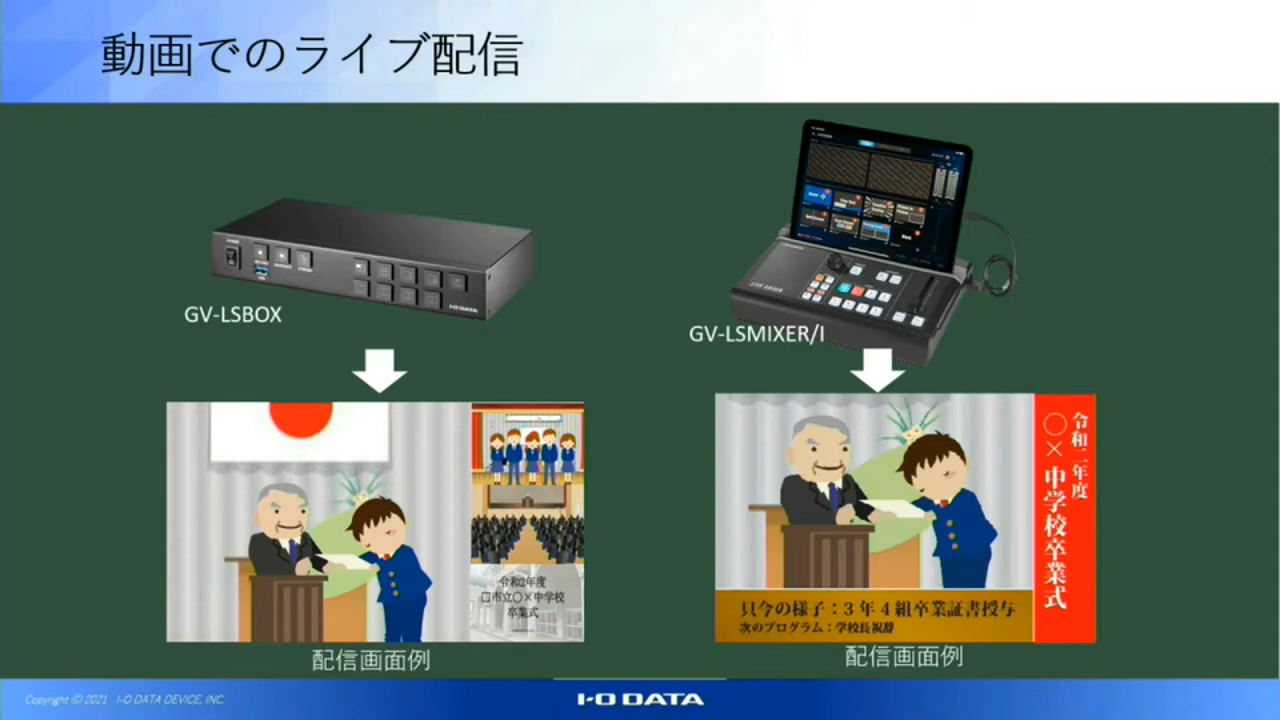 動画でのライブ配信
I-O DATA
GV-LSBOX
LIVE MIXER
GV-LSMIXER/I
令和2年度
市立〇×中学校
卒業式
令和二年度
〇×中学校卒業式
只今の様子：3年4組卒業証書授与
次のプログラム：学校長祝辞
配信画面例
配信画面例
Copyright © 2021 I-O DATA DEVICE, INC.
I-O DATA